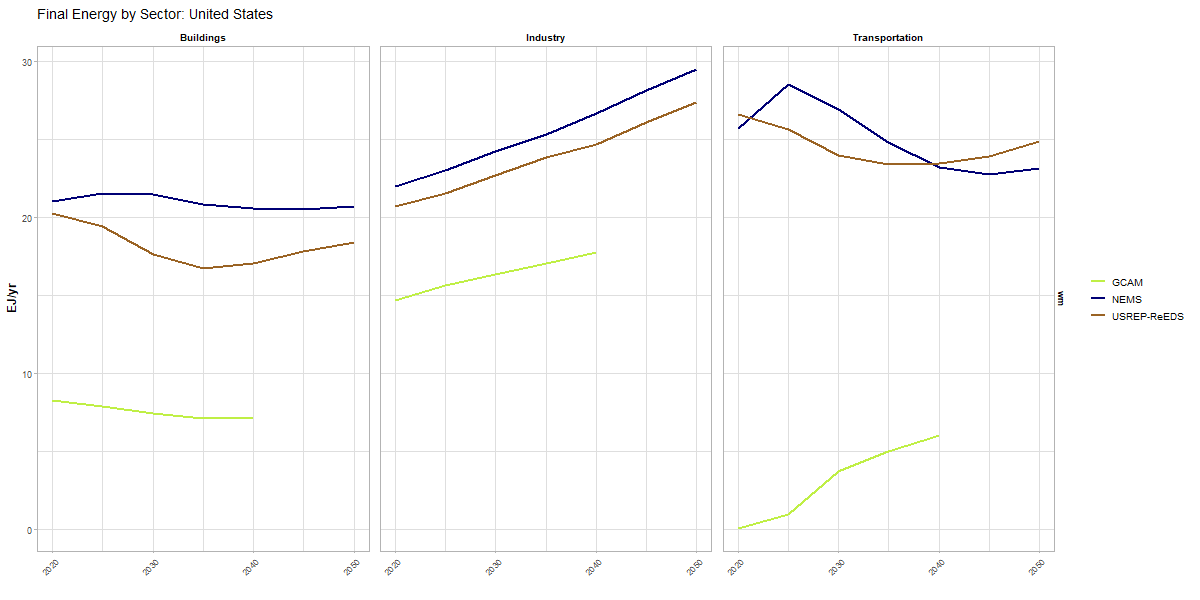 Final Energy by Sector: United States
Buildings
Industry
Transportation
EJ/yr
30
20
10
0
2020
2030
2040
2050
2020
2030
2040
2050
2020
2030
2040
2050
wm
GCAM
NEMS
USREP-ReEDS